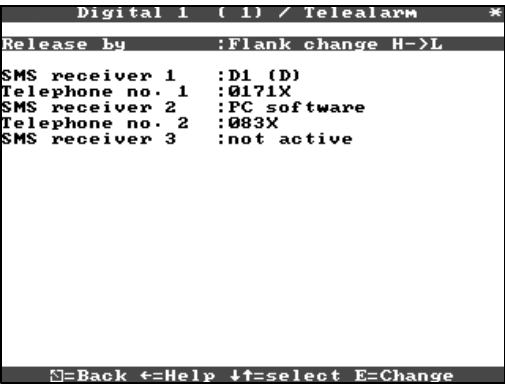 Digital 1 ( 1) / Telealarm *
Release by :Flank change H->L
SMS receiver 1 :D1 (D)
Telephone no. 1 :0171X
SMS receiver 2 :PC software
Telephone no. 2 :083X
SMS receiver 3 :not active
=Back ←=Help ↓↑=select E=Change